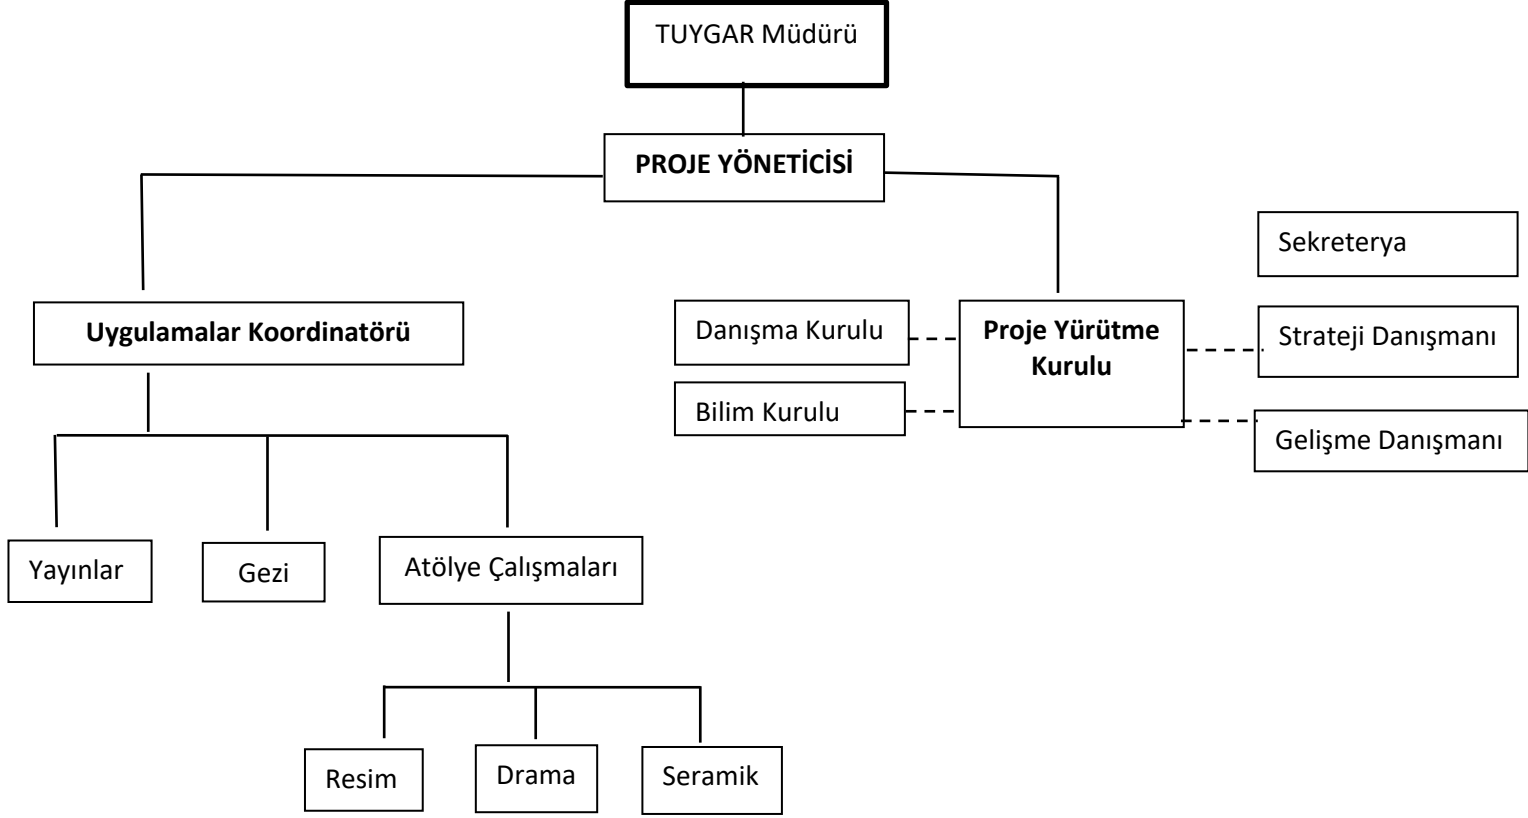 TUYGAR Müdürü
PROJE YÖNETİCİSİ
Sekreterya
Uygulamalar Koordinatörü
Danışma Kurulu
Proje Yürütme
Kurulu
Strateji Danışmanı
Bilim Kurulu
Gelişme Danışmanı
Yayınlar
Gezi
Atölye Çalışmaları
Resim
Drama
Seramik